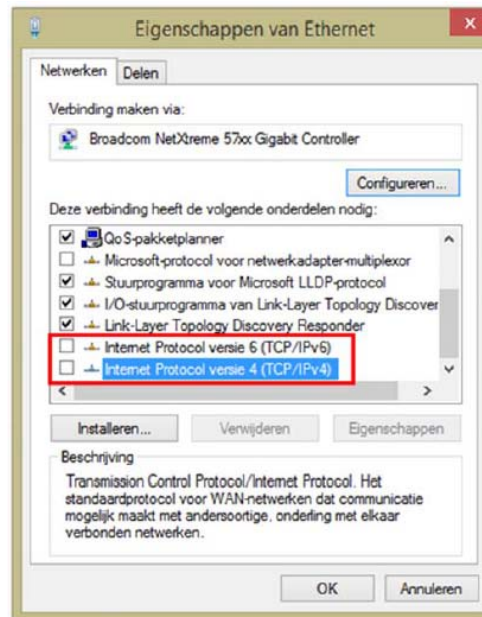 Eigenschappen van Ethernet
x
Netwerken Delen
Verbinding maken via:
Broadcom NetXtreme 57xx Gigabit Controller
Configureren...
Deze verbinding heeft de volgende onderdelen nodig:
QoS-pakketplanner
Microsoft-protocol voor netwerkadapter-multiplexor
Stuurprogramma voor Microsoft LLDP-protocol
I/O-stuurprogramma van Link-Layer Topology Discover
Link-Layer Topology Discovery Responder
Internet Protocol versie 6 (TCP/IPv6)
Internet Protocol versie 4 (TCP/IPv4)
Installeren... Verwijderen Eigenschappen
Beschrijving
Transmission Control Protocol/Internet Protocol. Het
standaardprotocol voor WAN-netwerken dat communicatie
mogelijk maakt met andersoortige, onderling met elkaar
verbonden netwerken.
OK Annuleren